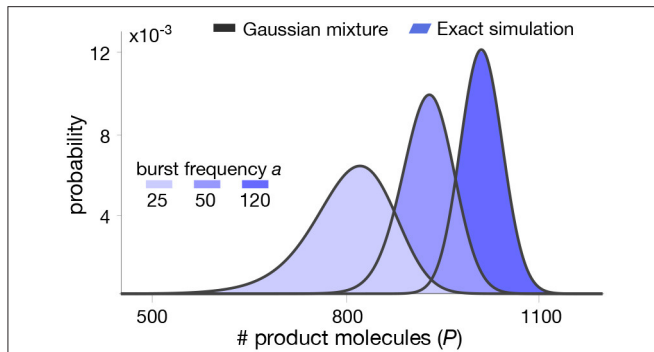 x10-3
Gaussian mixture
Exact simulation
12
8
4
probability
burst frequency a
25 50 120
500 800 1100
# product molecules (P)